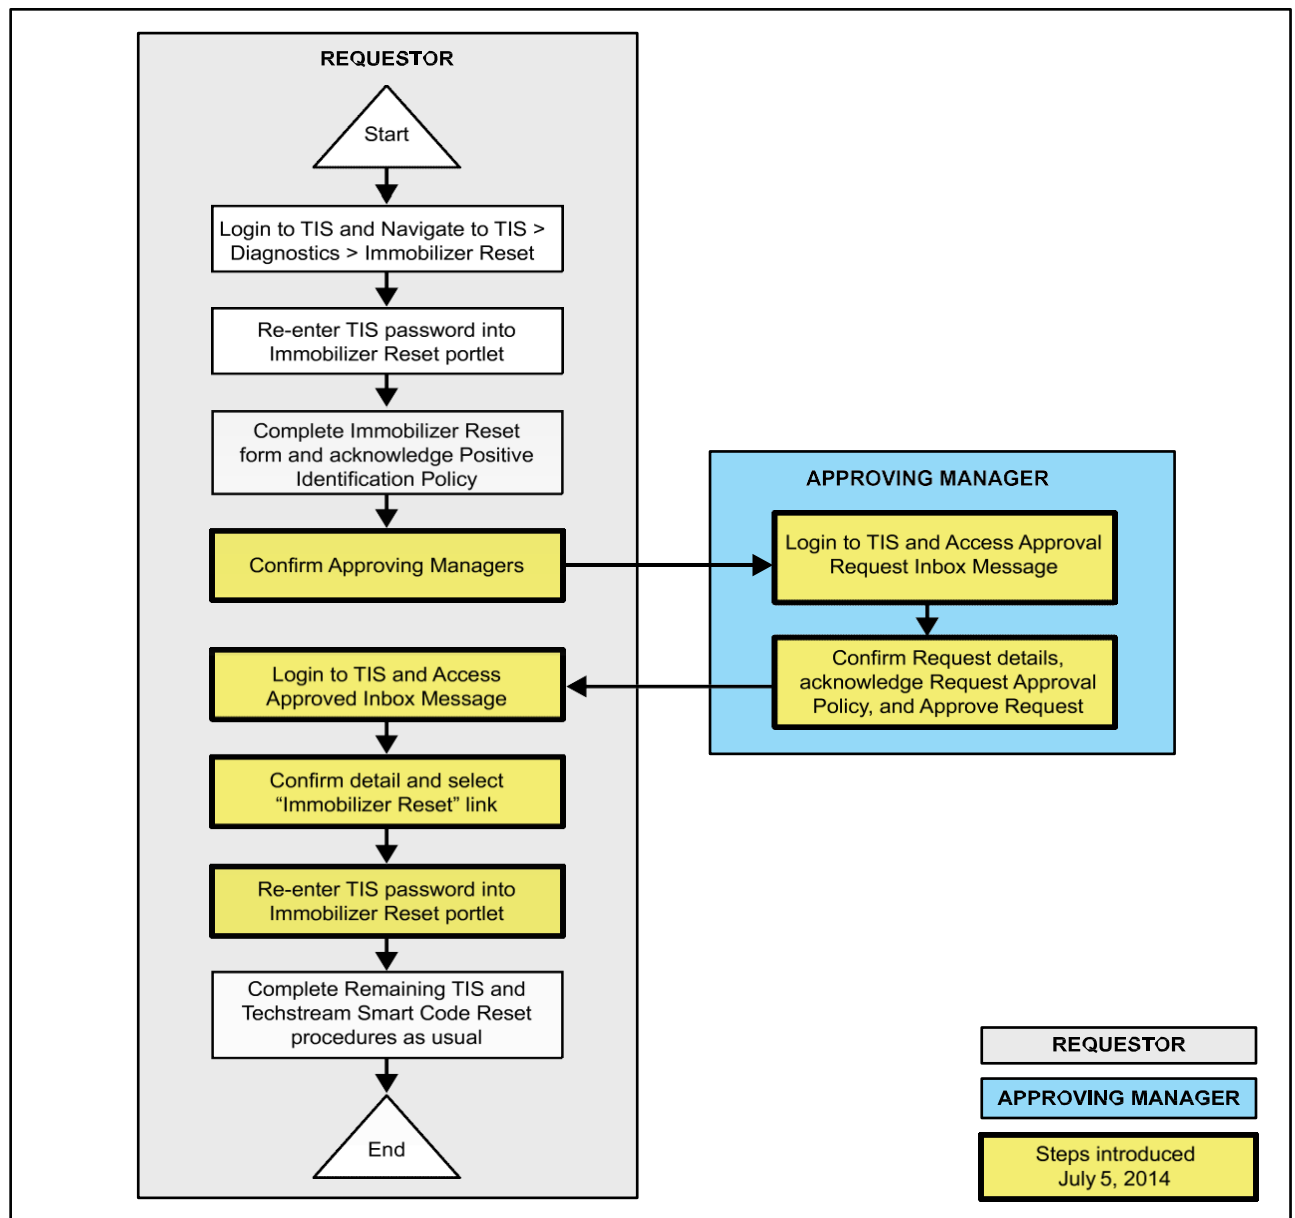 REQUESTOR
Start
Login to TIS and Navigate to TIS >
Diagnostics > Immobilizer Reset
Re-enter TIS password into
Immobilizer Reset portlet
Complete Immobilizer Reset
form and acknowledge Positive
Identification Policy
Confirm Approving Managers
APPROVING MANAGER
Login to TIS and Access Approval
Request Inbox Message
Confirm Request details,
acknowledge Request Approval
Policy, and Approve Request
Login to TIS and Access
Approved Inbox Message
Confirm detail and select
“Immobilizer Reset” link
Re-enter TIS password into
Immobilizer Reset portlet
Complete Remaining TIS and
Techstream Smart Code Reset
procedures as usual
End
REQUESTOR
APPROVING MANAGER
Steps introduced
July 5, 2014